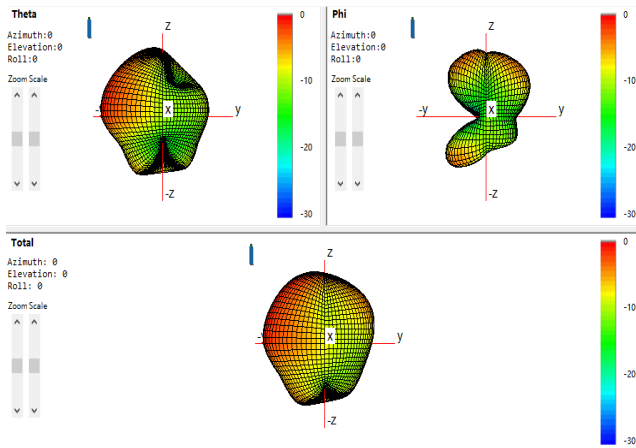 Theta
Azimuth:0
Elevation:0
Roll:0
Zoom Scale
Z
-y
X
y
-Z
0
-10
-20
-30
Phi
Azimuth:0
Elevation:0
Roll:0
Zoom Scale
Z
-y
X
y
-Z
0
-10
-20
-30
Total
Azimuth: 0
Elevation: 0
Roll: 0
Zoom Scale
Z
-y
X
y
-Z
0
-10
-20
-30